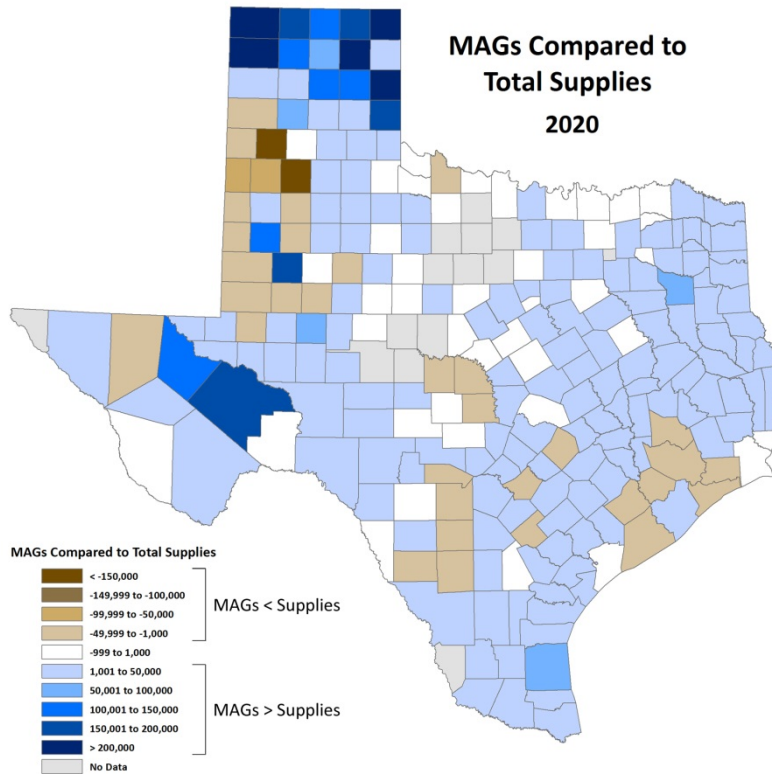 MAGs Compared to
Total Supplies
2020
MAGs Compared to Total Supplies
< -150,000
-149,999 to -100,000
-99,999 to -50,000
-49,999 to -1,000
-999 to 1,000
1,001 to 50,000
50,001 to 100,000
100,001 to 150,000
150,001 to 200,000
> 200,000
No Data
MAGs < Supplies
MAGs > Supplies